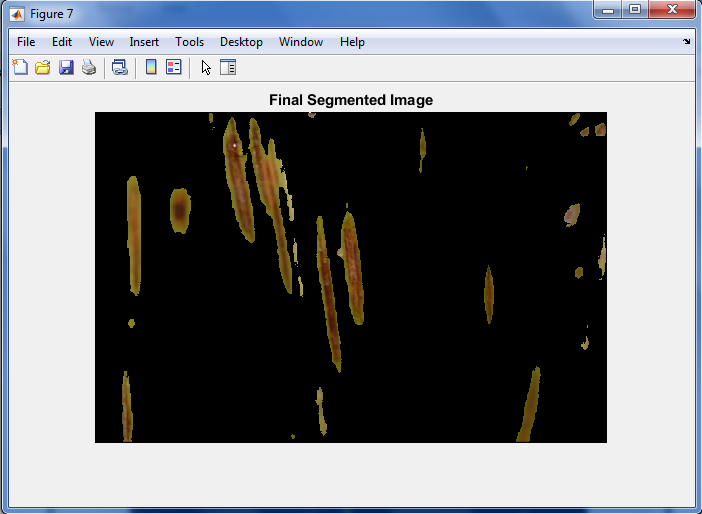 Figure 7
File Edit View Insert Tools Desktop Window Help
Final Segmented Image